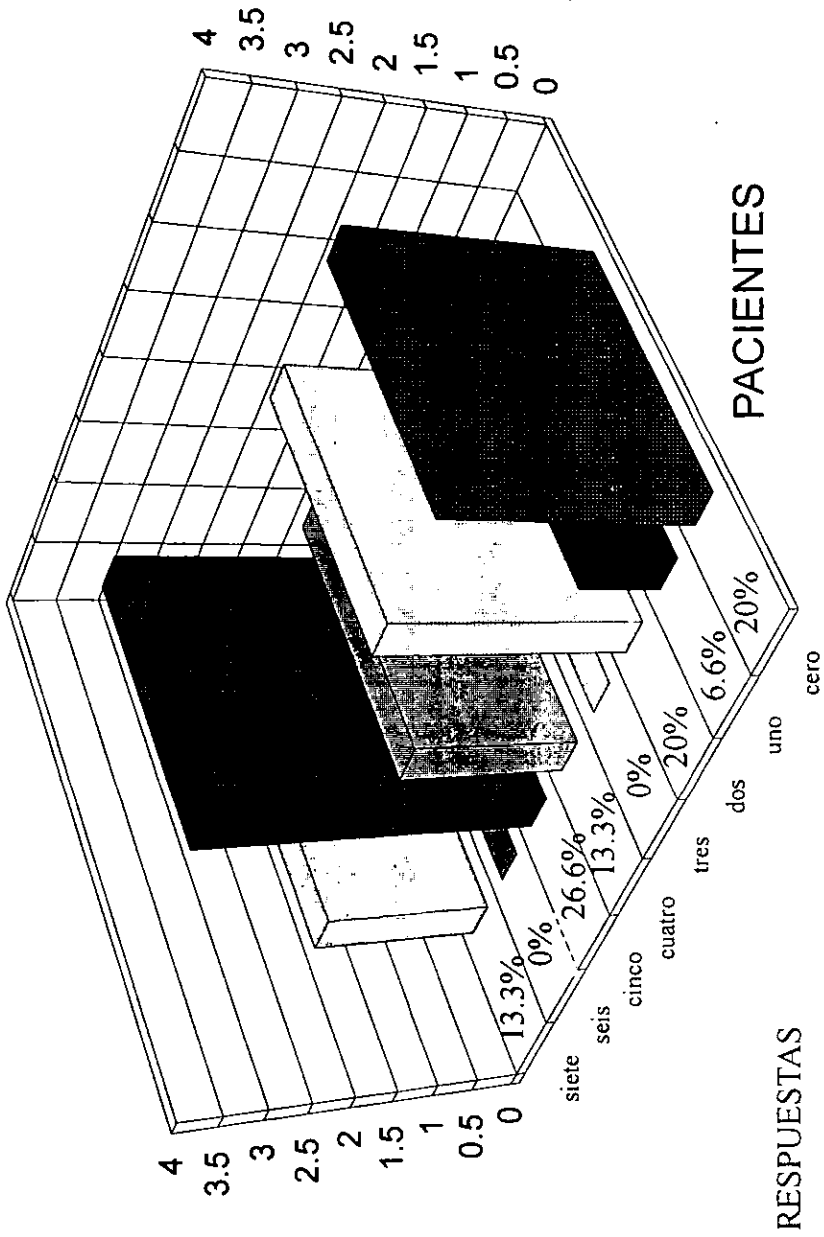 4
3.5
3
2.5
2
1.5
1
0.5
0
4
3.5
3
2.5
2
1.5
1
0.5
0
13.3%
0%
26.6%
13.3%
0%
20%
6.6%
20%
siete
seis
cinco
cuatro
tres
dos
uno
cero
PACIENTES
RESPUESTAS